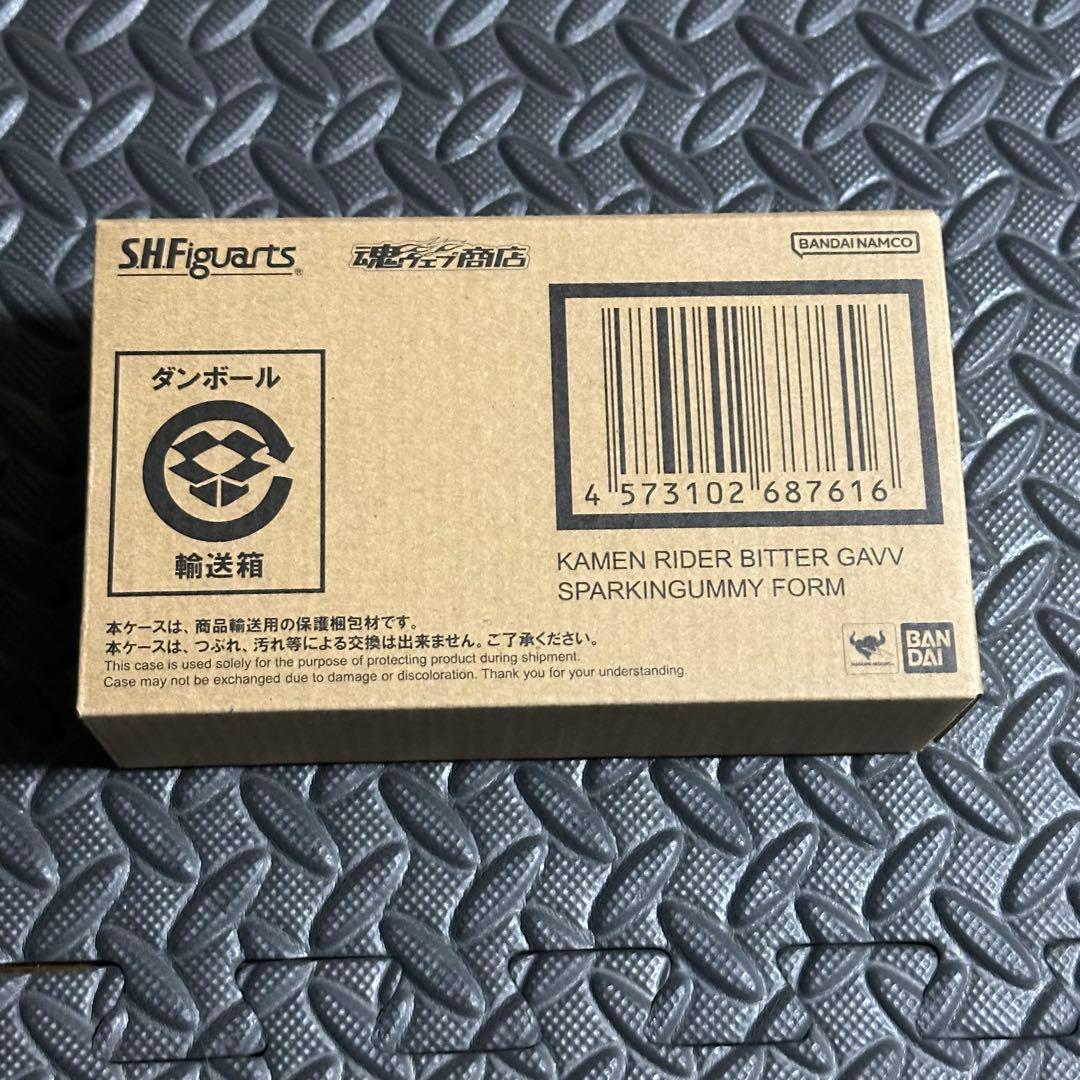 S.H.Figuarts®
魂ウェブ商店
BANDAI NAMCO
ダンボール
輸送箱
4 573102 687616
KAMEN RIDER BITTER GAVV
SPARKINGUMMY FORM
本ケースは、商品輸送用の保護梱包材です。
本ケースは、つぶれ、汚れ等による交換は出来ません。ご了承ください。
This case is used solely for the purpose of protecting product during shipment.
Case may not be exchanged due to damage or discoloration. Thank you for your understanding.
BAN
DAI